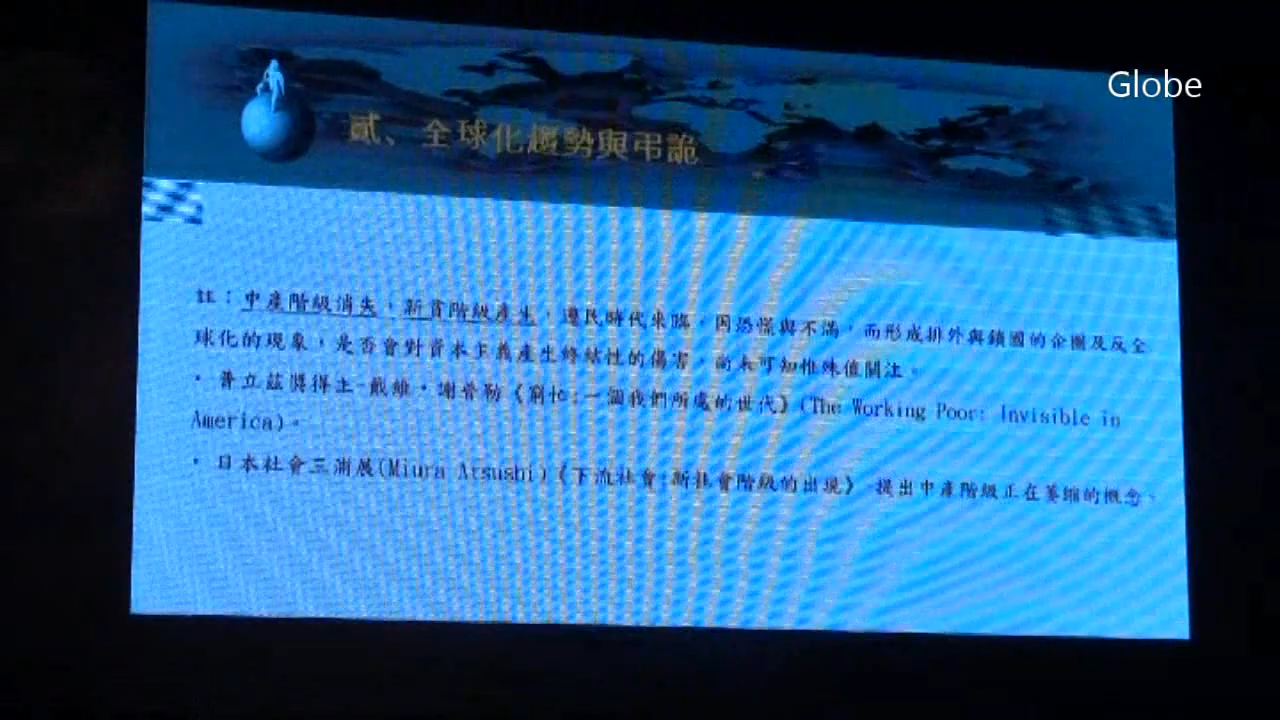 Globe
貳、全球化趨勢與弔詭
註：中產階級消失，新貧階級產生，遷民時代來臨，因恐慌與不滿，而形成排外與鎖國的企圖及反全
球化的現象，是否會對資本主義產生終結性的傷害，尚未可知惟殊值關注。
· 普立茲獎得主-戴維·謝普勒《窮忙:一個我們所處的世代》(The Working Poor: Invisible in
America)。
· 日本社會三浦展(Miura Atsushi)《下流社會:新社會階級的出現》 提出中產階級正在萎縮的概念、